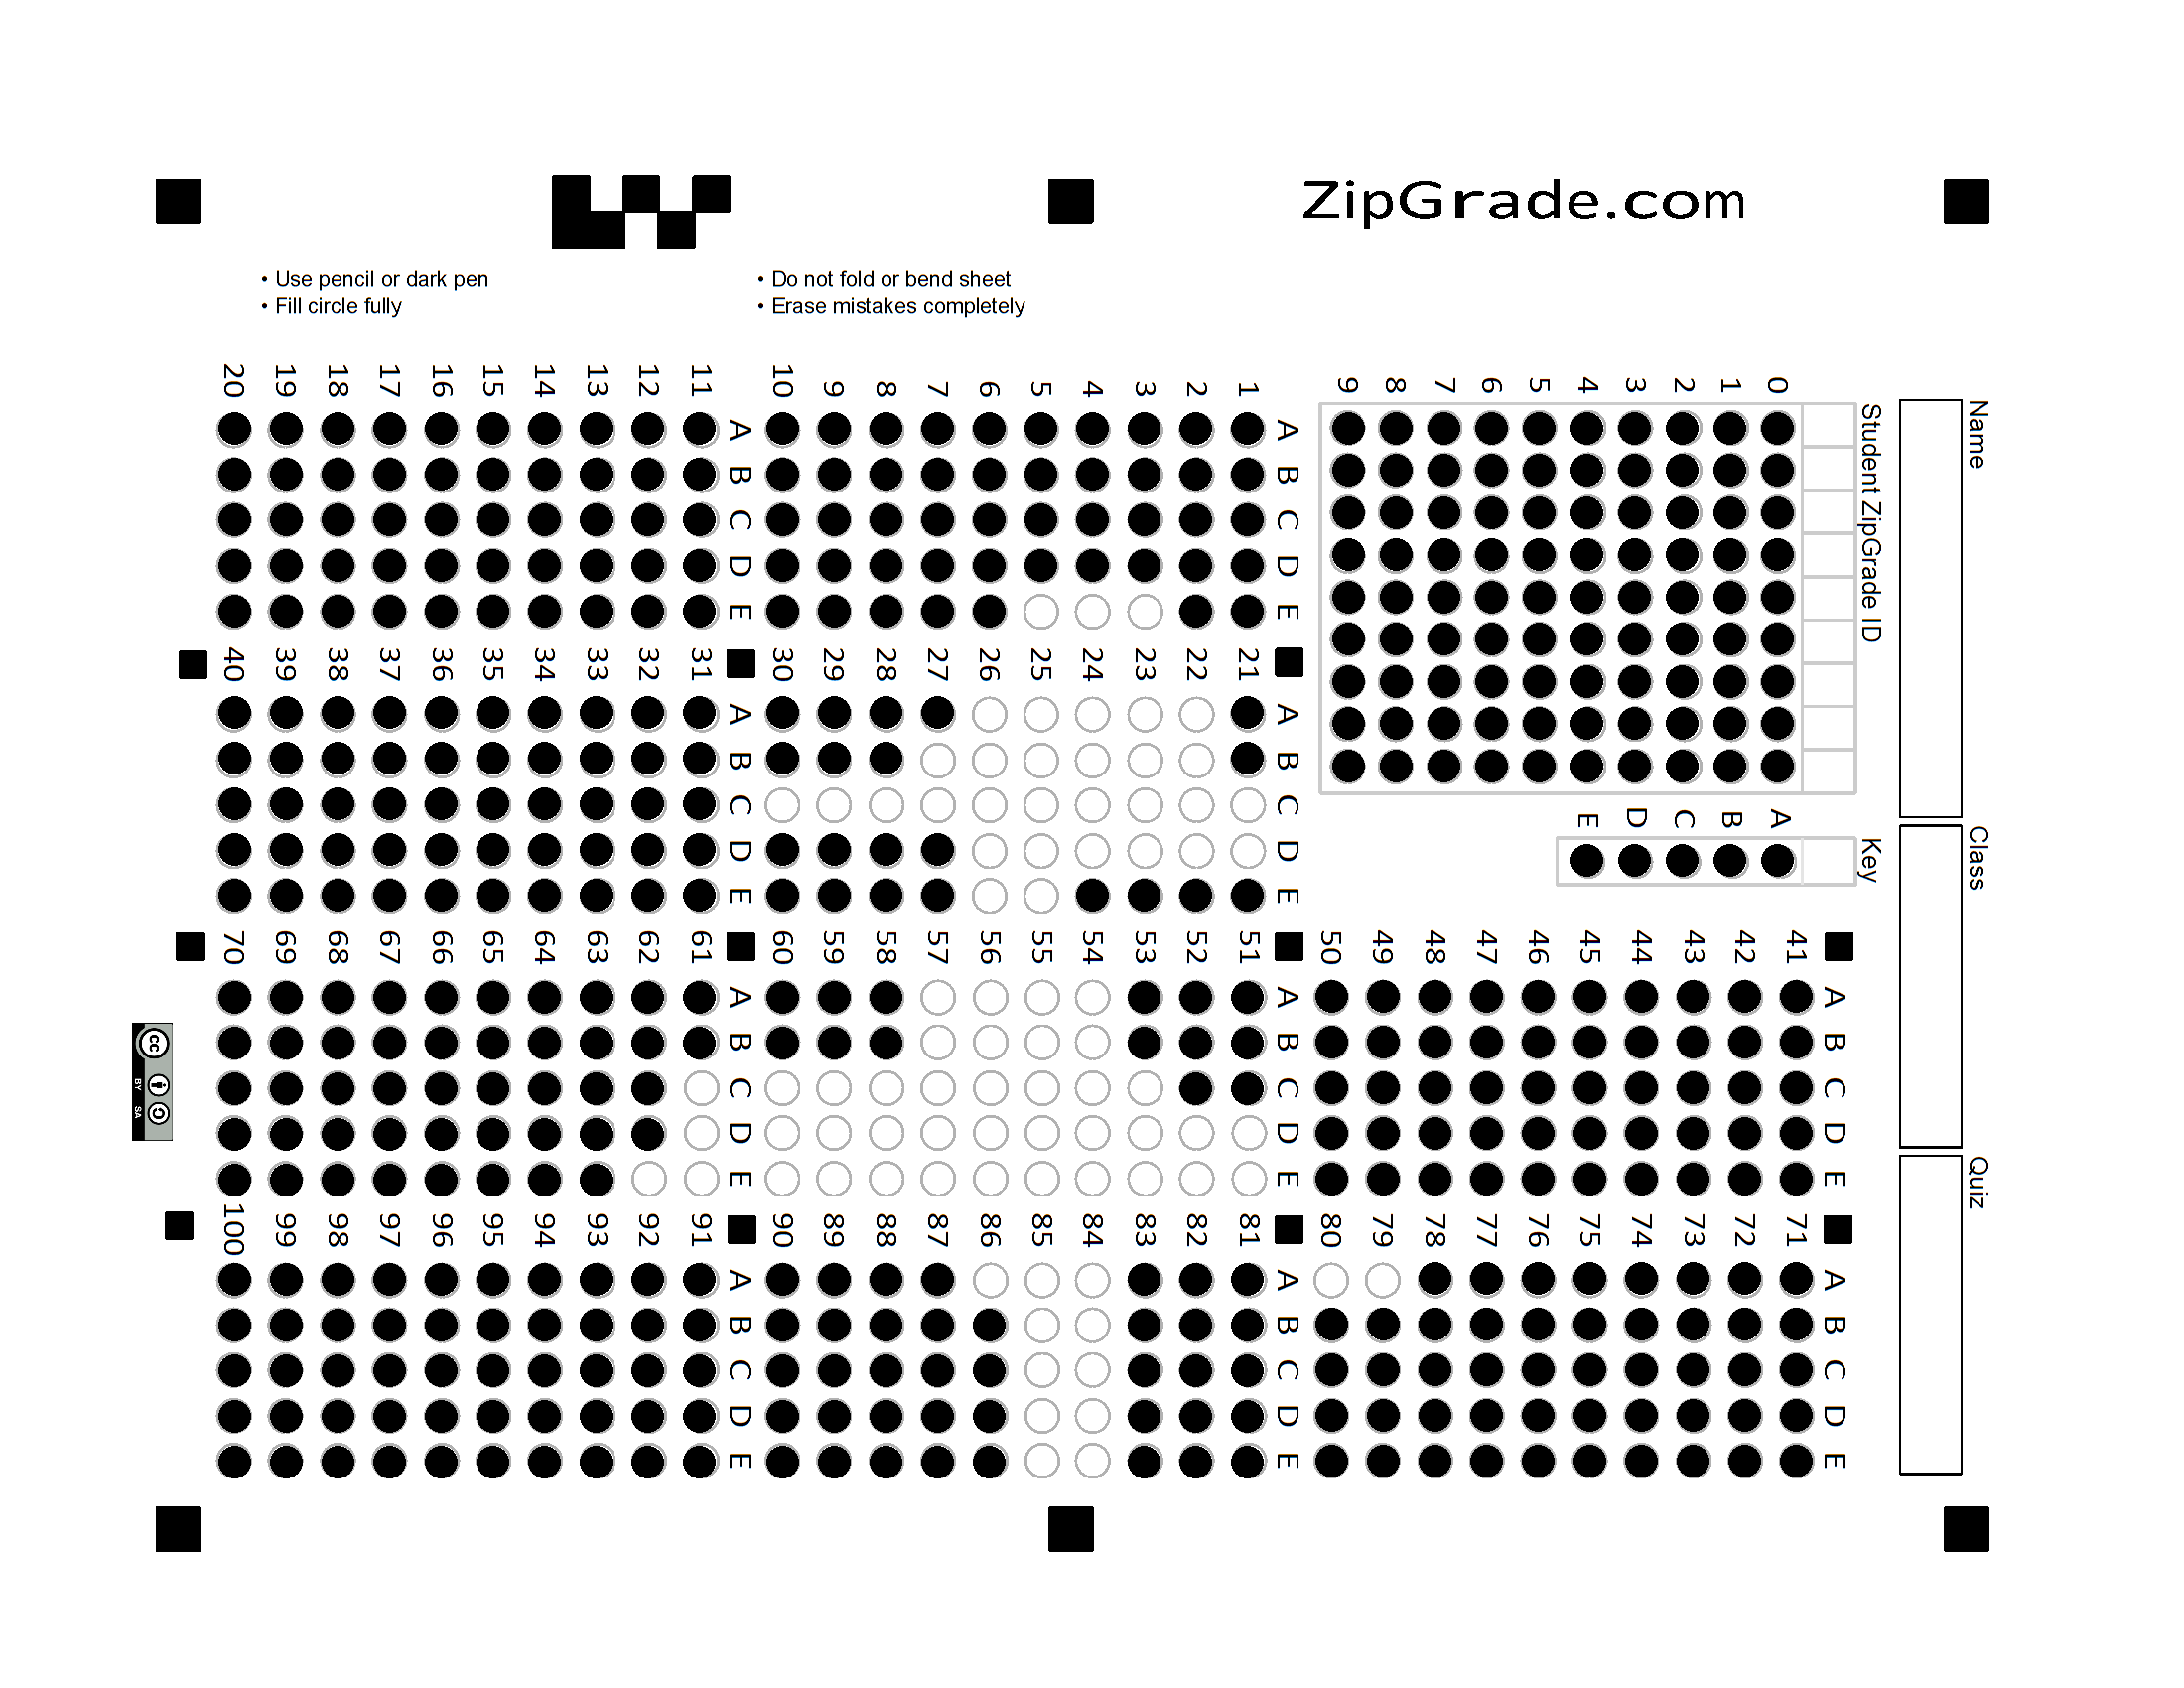 ZipGrade.com
• Use pencil or dark pen
• Fill circle fully
• Do not fold or bend sheet
• Erase mistakes completely
Name
Class
Quiz
Student ZipGrade ID
0 1 2 3 4 5 6 7 8 9
Key
A B C D E
A B C D E
1 2 3 4 5 6 7 8 9 10
A B C D E
11 12 13 14 15 16 17 18 19 20
A B C D E
21 22 23 24 25 26 27 28 29 30
A B C D E
31 32 33 34 35 36 37 38 39 40
A B C D E
41 42 43 44 45 46 47 48 49 50
A B C D E
51 52 53 54 55 56 57 58 59 60
A B C D E
61 62 63 64 65 66 67 68 69 70
A B C D E
71 72 73 74 75 76 77 78 79 80
A B C D E
81 82 83 84 85 86 87 88 89 90
A B C D E
91 92 93 94 95 96 97 98 99 100
A B C D E
cc
BY SA